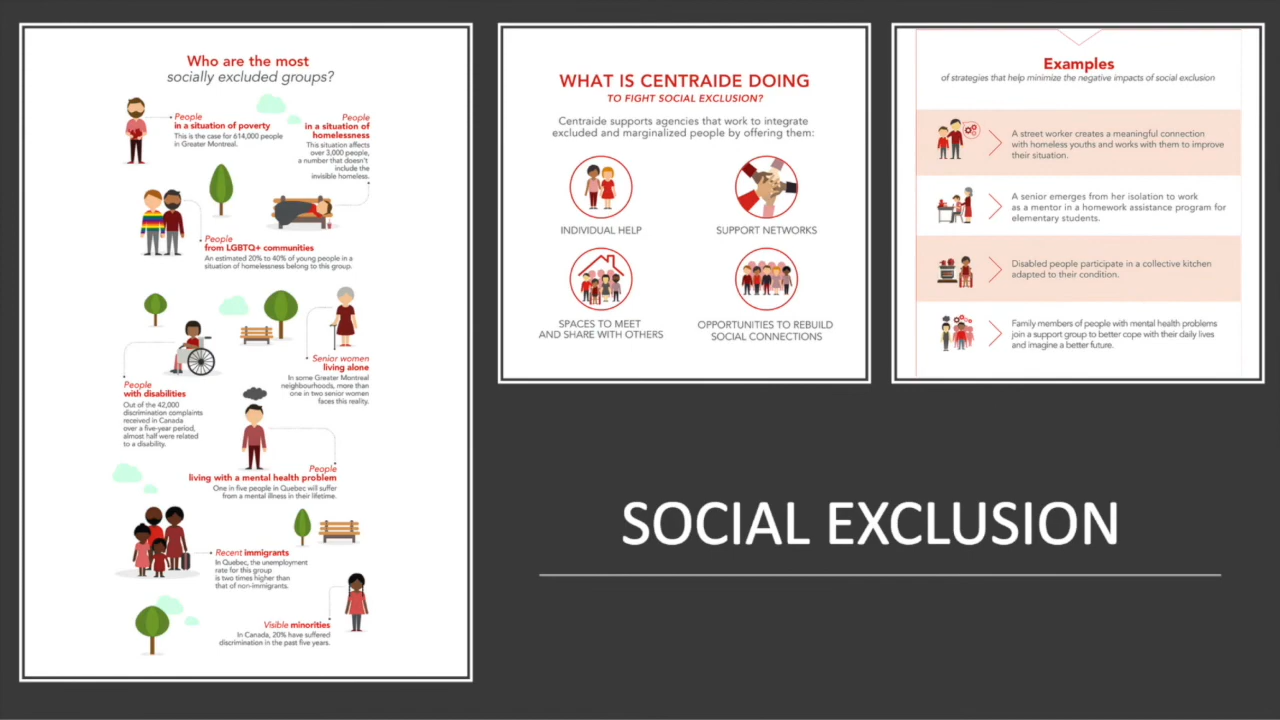 Who are the most
socially excluded groups?
People
in a situation of poverty
This is the case for 614,000 people
in Greater Montreal.
People
in a situation of
homelessness
This situation affects
over 3,000 people,
a number that doesn't
include the
invisible homeless.
People
from LGBTQ+ communities
An estimated 20% to 40% of young people in a
situation of homelessness belong to this group.
Senior women
living alone
In some Greater Montreal
neighbourhoods, more than
one in two senior women
faces this reality.
People
with disabilities
Out of the 42,000
discrimination complaints
received in Canada
over a five-year period,
almost half were related
to a disability.
People
living with a mental health problem
One in five people in Quebec will suffer
from a mental illness in their lifetime.
Recent immigrants
In Quebec, the unemployment
rate for this group
is two times higher than
that of non-immigrants.
Visible minorities
In Canada, 20% have suffered
discrimination in the past five years.
WHAT IS CENTRAIDE DOING
TO FIGHT SOCIAL EXCLUSION?
Centraide supports agencies that work to integrate
excluded and marginalized people by offering them:
INDIVIDUAL HELP
SUPPORT NETWORKS
SPACES TO MEET
AND SHARE WITH OTHERS
OPPORTUNITIES TO REBUILD
SOCIAL CONNECTIONS
Examples
of strategies that help minimize the negative impacts of social exclusion
A street worker creates a meaningful connection
with homeless youths and works with them to improve
their situation.
A senior emerges from her isolation to work
as a mentor in a homework assistance program for
elementary students.
Disabled people participate in a collective kitchen
adapted to their condition.
Family members of people with mental health problems
join a support group to better cope with their daily lives
and imagine a better future.
SOCIAL EXCLUSION